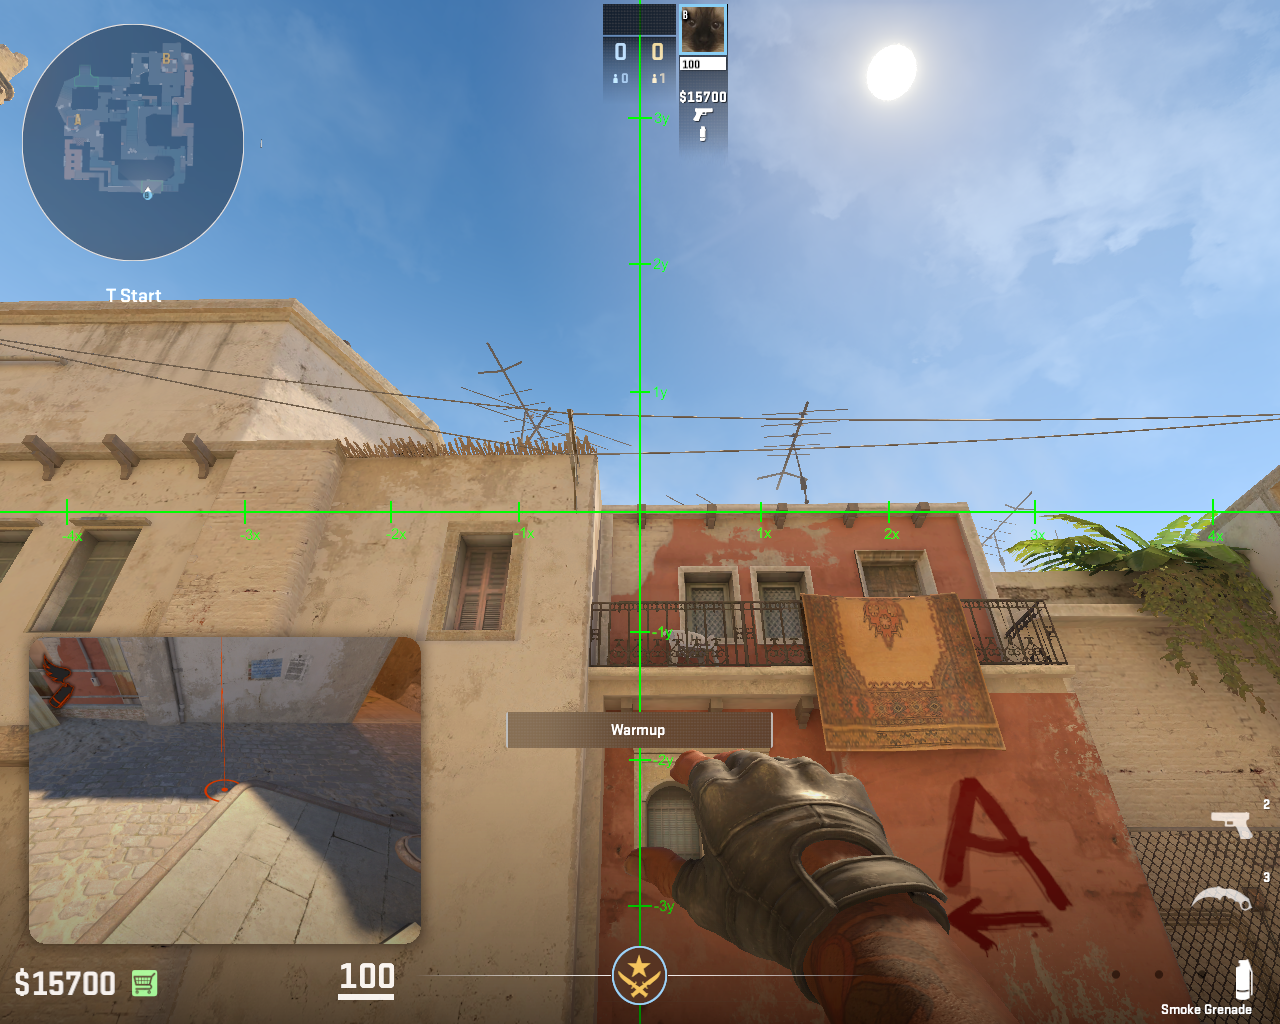 B
0 0
100
0 1
$15700
B
A
3y
T Start
2y
1y
-4x -3x -2x -1x 1x 2x 3x 4x
-1y
Warmup
-2y
A
2
3
-3y
$15700
100
Smoke Grenade